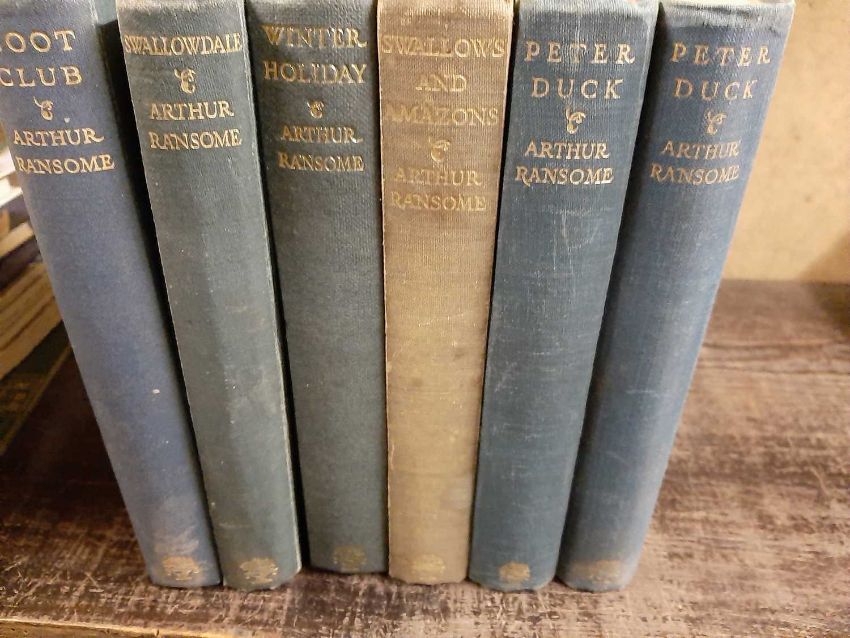 OOT
CLUB
ARTHUR
RANSOME
SWALLOWDALE
ARTHUR
RANSOME
WINTER
HOLIDAY
ARTHUR
RANSOME
SWALLOWS
AND
AMAZONS
ARTHUR
RANSOME
PETER
DUCK
ARTHUR
RANSOME
PETER
DUCK
ARTHUR
RANSOME